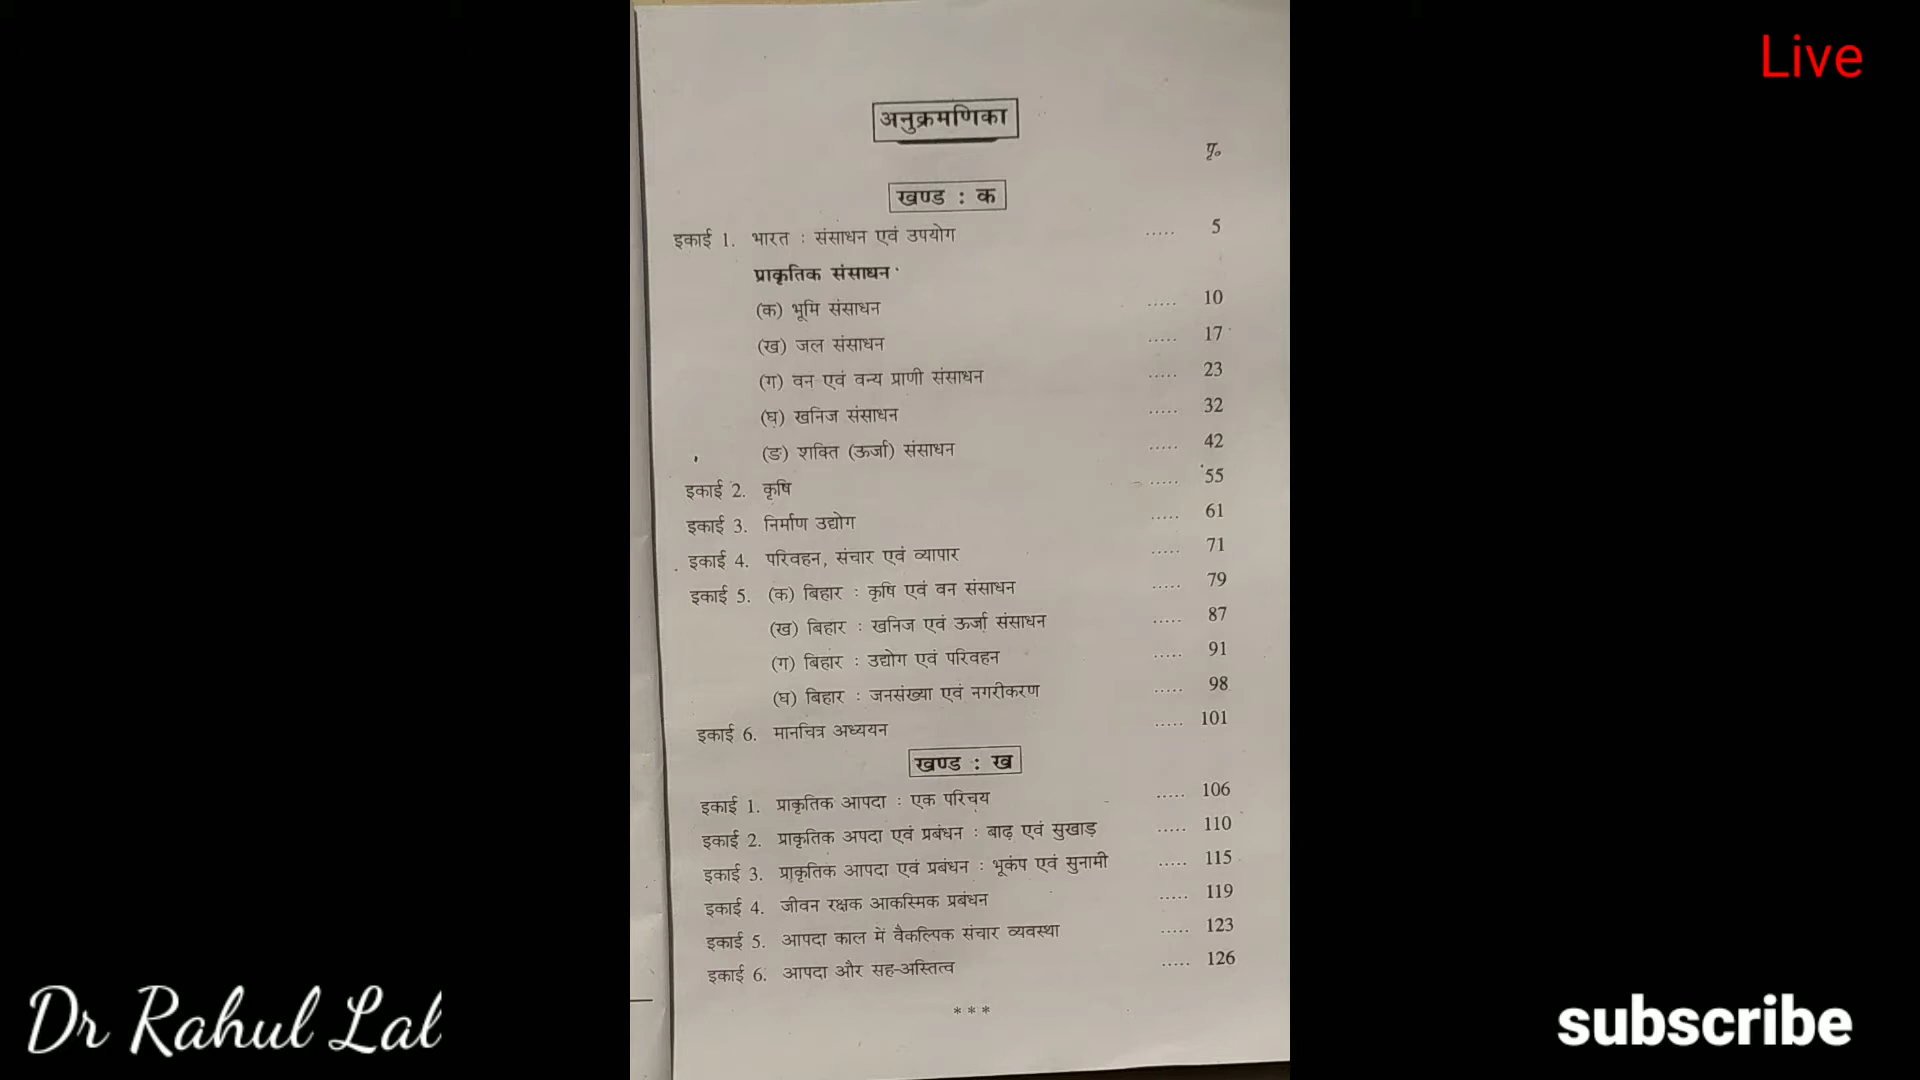 Live
अनुक्रमणिका
पृ०
खण्ड : क
इकाई 1. भारत : संसाधन एवं उपयोग ..... 5
प्राकृतिक संसाधन
(क) भूमि संसाधन ..... 10
(ख) जल संसाधन ..... 17
(ग) वन एवं वन्य प्राणी संसाधन ..... 23
(घ) खनिज संसाधन ..... 32
(ङ) शक्ति (ऊर्जा) संसाधन ..... 42
इकाई 2. कृषि ..... 55
इकाई 3. निर्माण उद्योग ..... 61
इकाई 4. परिवहन, संचार एवं व्यापार ..... 71
इकाई 5. (क) बिहार : कृषि एवं वन संसाधन ..... 79
(ख) बिहार : खनिज एवं ऊर्जा संसाधन ..... 87
(ग) बिहार : उद्योग एवं परिवहन ..... 91
(घ) बिहार : जनसंख्या एवं नगरीकरण ..... 98
इकाई 6. मानचित्र अध्ययन ..... 101
खण्ड : ख
इकाई 1. प्राकृतिक आपदा : एक परिचय ..... 106
इकाई 2. प्राकृतिक अपदा एवं प्रबंधन : बाढ़ एवं सुखाड़ ..... 110
इकाई 3. प्राकृतिक आपदा एवं प्रबंधन : भूकंप एवं सुनामी ..... 115
इकाई 4. जीवन रक्षक आकस्मिक प्रबंधन ..... 119
इकाई 5. आपदा काल में वैकल्पिक संचार व्यवस्था ..... 123
इकाई 6. आपदा और सह-अस्तित्व ..... 126
* * *
Dr Rahul Lal
subscribe